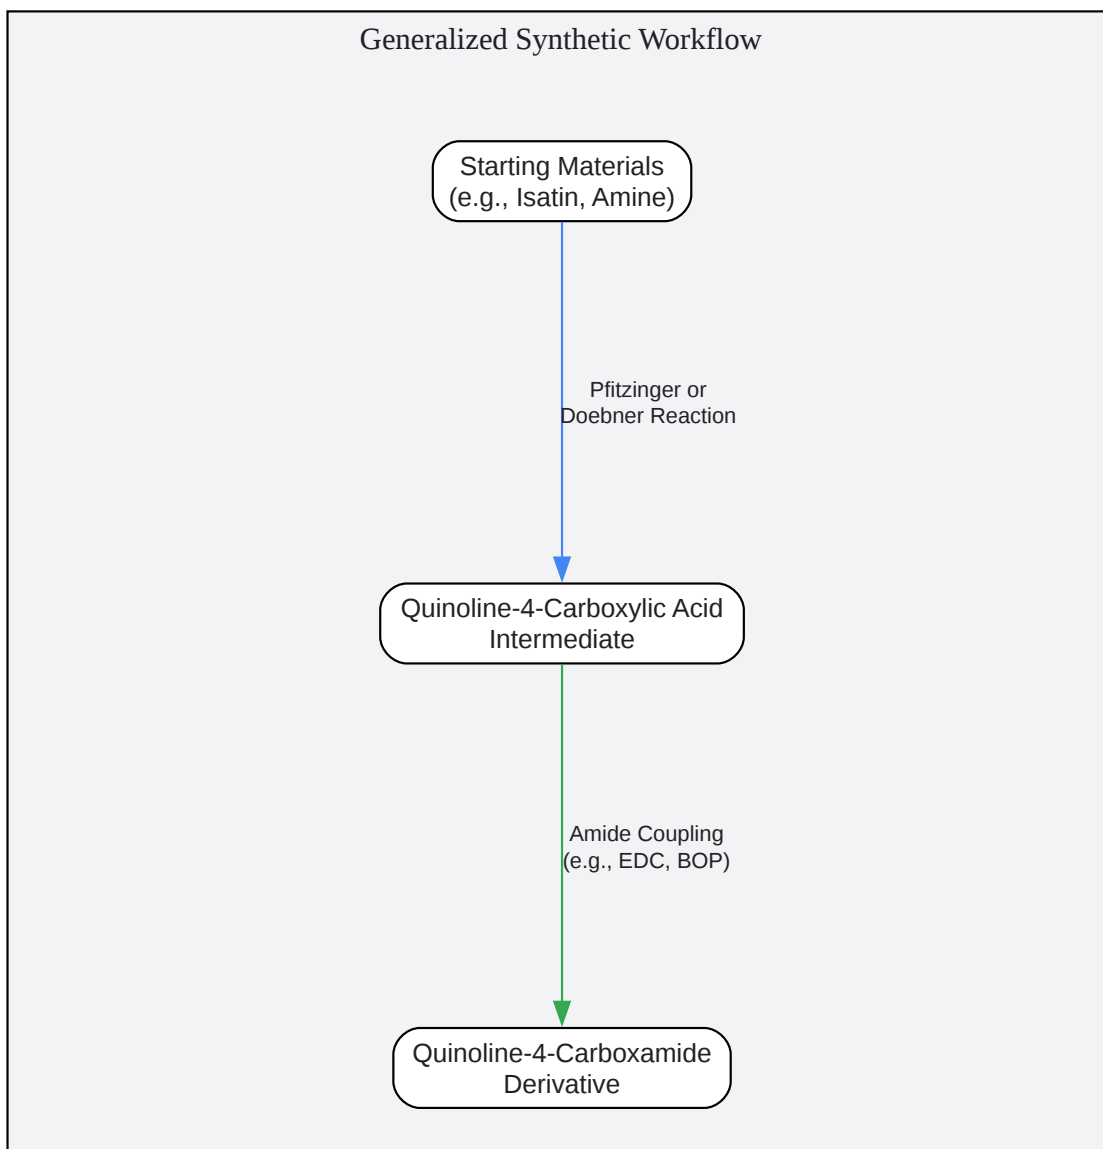 Generalized Synthetic Workflow
Starting Materials
(e.g., Isatin, Amine)
Pfitzinger or
Doebner Reaction
Quinoline-4-Carboxylic Acid
Intermediate
Amide Coupling
(e.g., EDC, BOP)
Quinoline-4-Carboxamide
Derivative